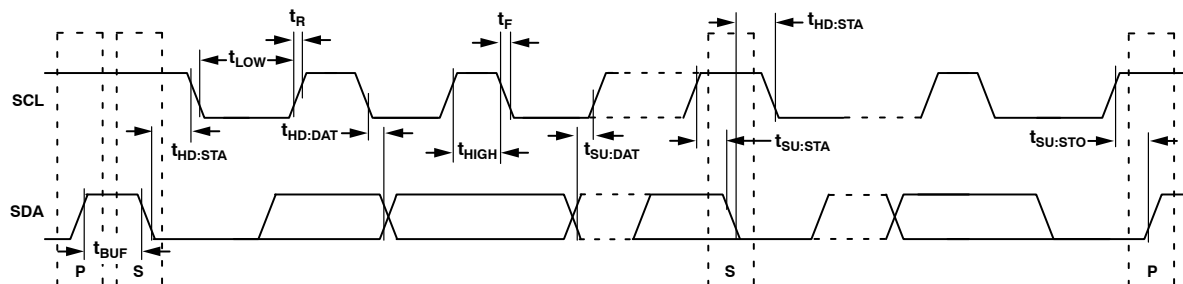 tR
tF
tHD:STA
tLOW
SCL
tHD:STA
tHD:DAT
tHIGH
tSU:DAT
tSU:STA
tSU:STO
SDA
tBUF
P
S
S
P